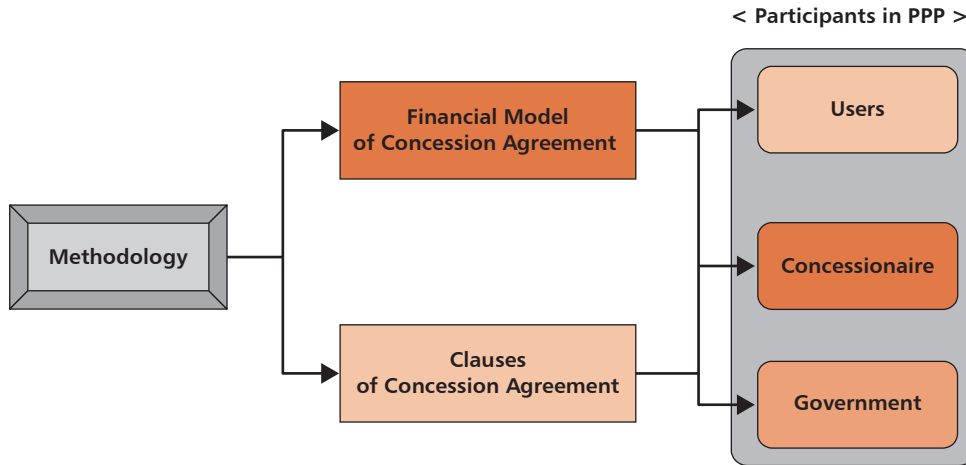 < Participants in PPP >
Financial Model
of Concession Agreement
Users
Methodology
Concessionaire
Clauses
of Concession Agreement
Government